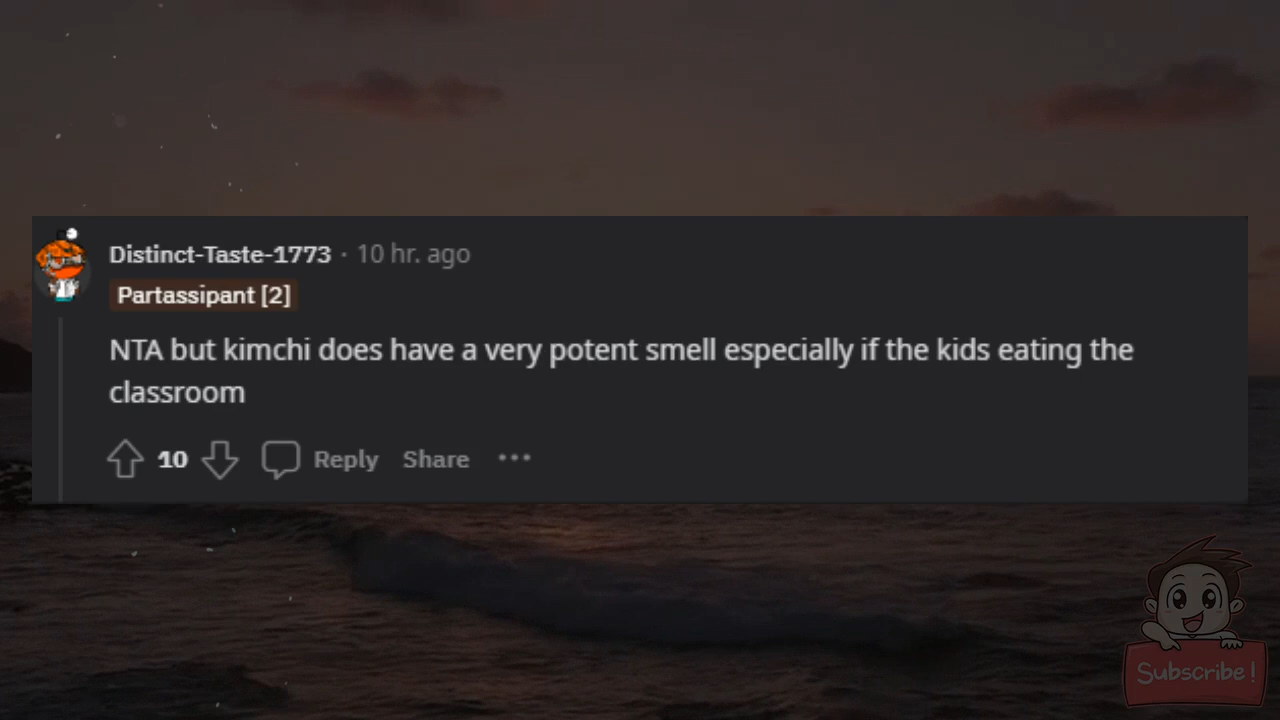 Distinct-Taste-1773 · 10 hr. ago
Partassipant [2]
NTA but kimchi does have a very potent smell especially if the kids eating the
classroom
10 Reply Share ···
Subscribe!